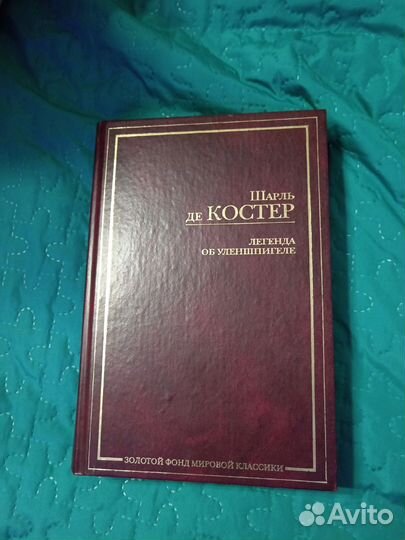 Шарль
де КОСТЕР
ЛЕГЕНДА
ОБ УЛЕНШПИГЕЛЕ
ЗОЛОТОЙ ФОНД МИРОВОЙ КЛАССИКИ
Avito